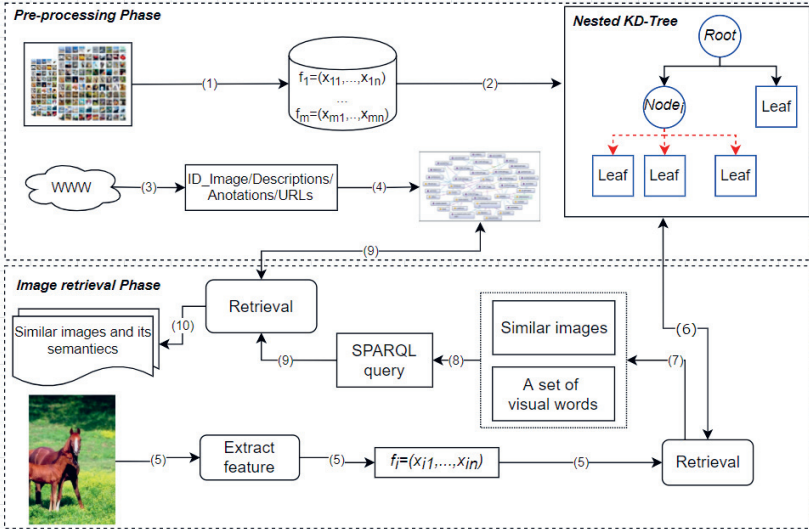 Pre-processing Phase
Nested KD-Tree
(1)
f1=(x11,...,x1n)
...
fm=(xm1,..,xmn)
(2)
Root
Nodei
Leaf
Leaf
Leaf
Leaf
WWW
(3)
ID_Image/Descriptions/
Anotations/URLs
(4)
(9)
Image retrieval Phase
Retrieval
(10)
Similar images and its
semantiecs
(9)
SPARQL
query
(8)
Similar images
A set of
visual words
(7)
(6)
(5)
Extract
feature
(5)
fi=(xi1,...,xin)
(5)
Retrieval